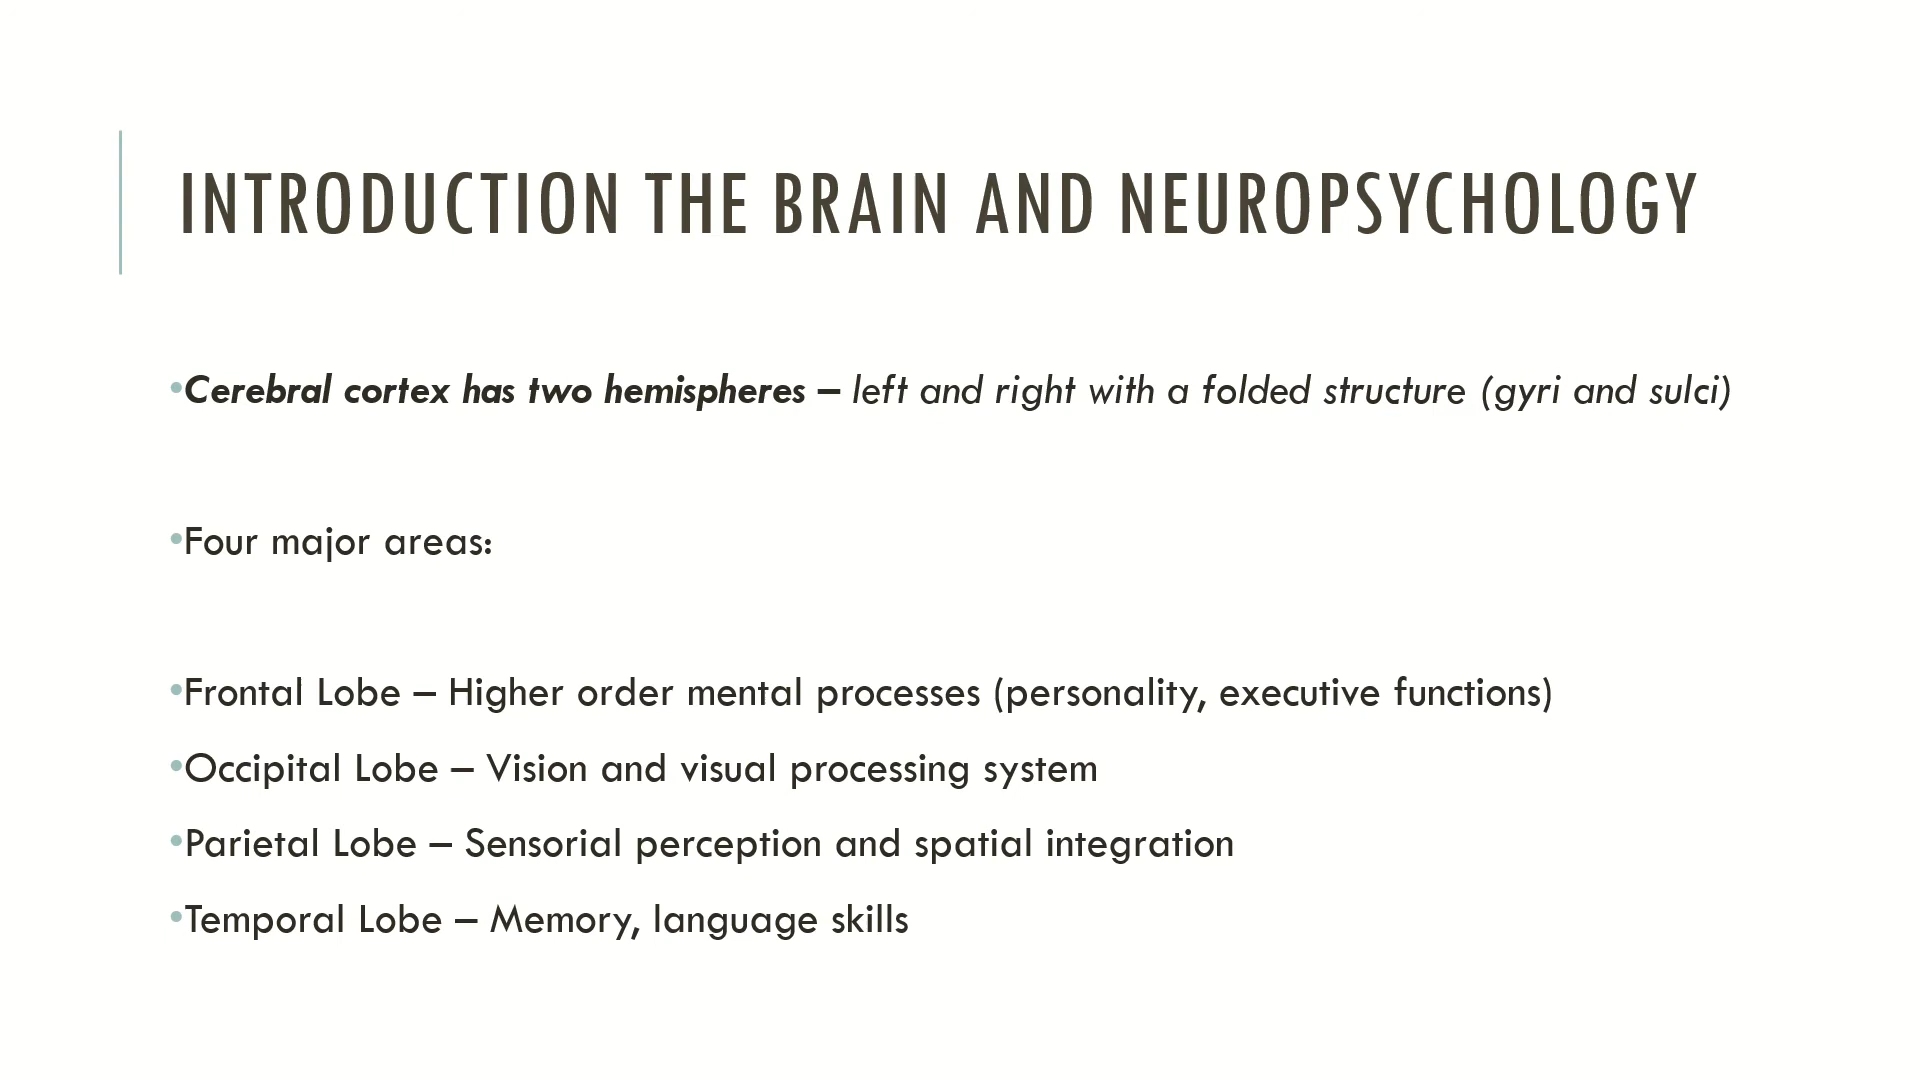 INTRODUCTION THE BRAIN AND NEUROPSYCHOLOGY
•Cerebral cortex has two hemispheres – left and right with a folded structure (gyri and sulci)
•Four major areas:
•Frontal Lobe – Higher order mental processes (personality, executive functions)
•Occipital Lobe – Vision and visual processing system
•Parietal Lobe – Sensorial perception and spatial integration
•Temporal Lobe – Memory, language skills